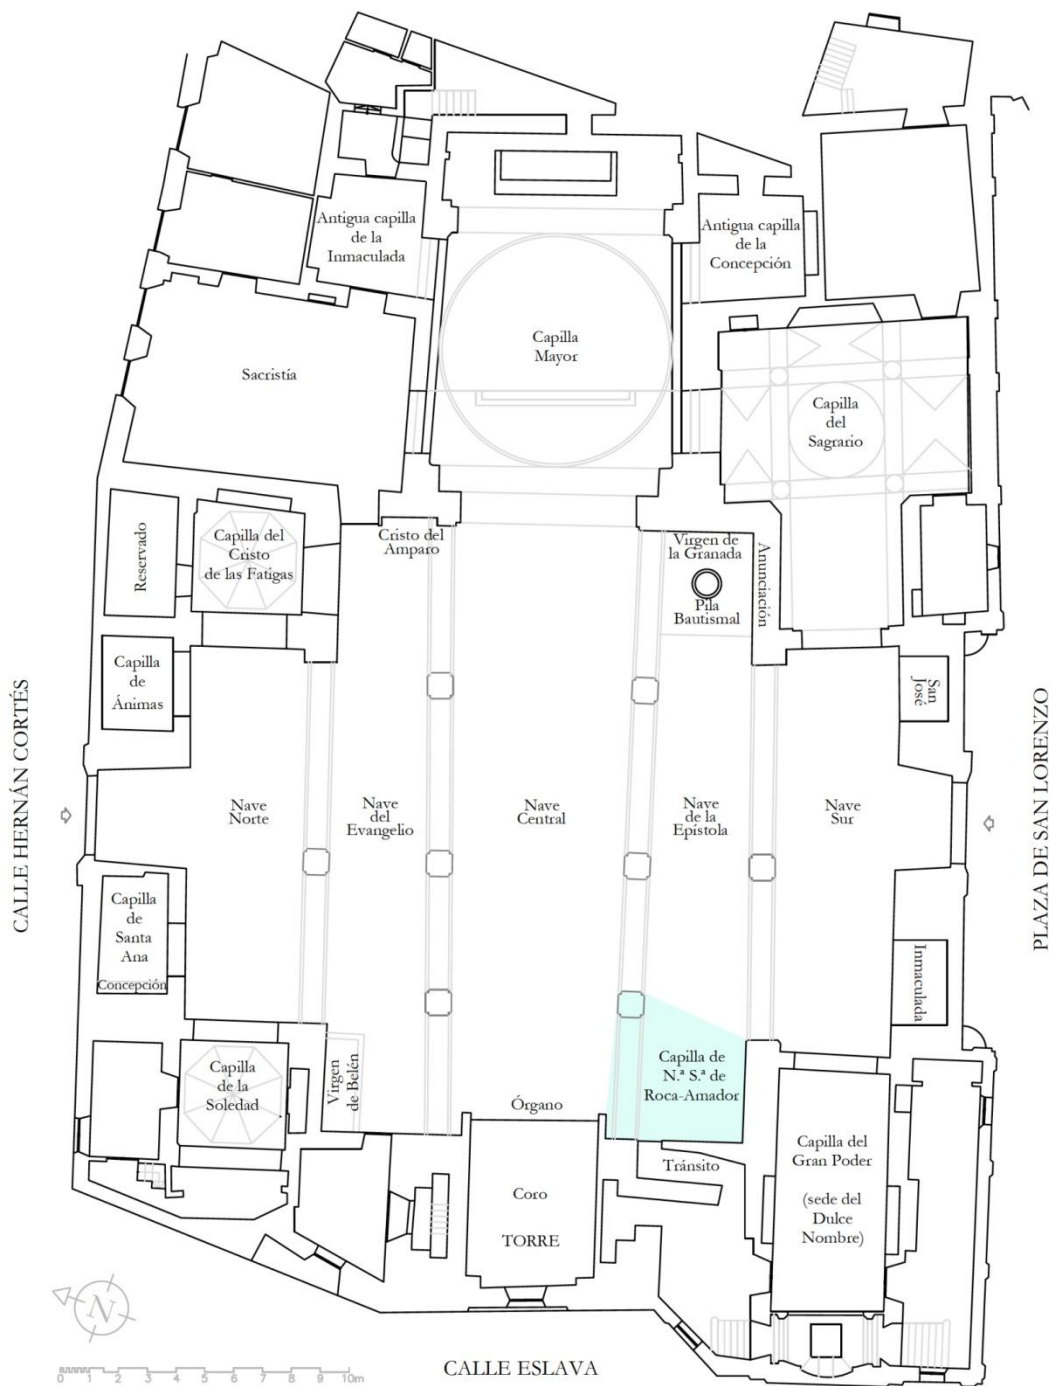 Antigua capilla
de la
Inmaculada
Antigua capilla
de la
Concepción
Capilla
Mayor
Sacristía
Capilla
del
Sagrario
Reservado
Capilla del
Cristo
de las Fatigas
Cristo del
Amparo
Virgen de
la Granada
Anunciación
Pila
Bautismal
Capilla
de
Ánimas
San
José
CALLE HERNÁN CORTÉS
PLAZA DE SAN LORENZO
Nave
Norte
Nave
del
Evangelio
Nave
Central
Nave
de la
Epístola
Nave
Sur
Capilla
de
Santa
Ana
Concepción
Inmaculada
Capilla
de la
Soledad
Virgen
de Belén
Órgano
Capilla de
N.ª S.ª de
Roca-Amador
Tránsito
Coro
TORRE
Capilla del
Gran Poder
(sede del
Dulce
Nombre)
N
0 1 2 3 4 5 6 7 8 9 10m
CALLE ESLAVA